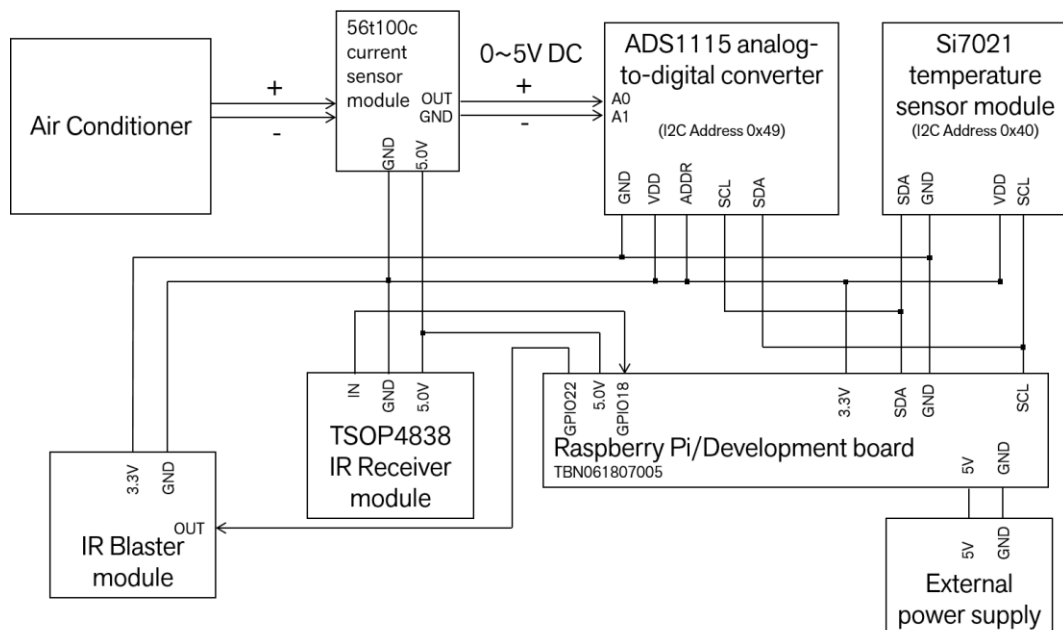 Air Conditioner
+
-
56t100c
current
sensor
module
OUT
GND
GND
5.0V
0~5V DC
+
-
ADS1115 analog-
to-digital converter
A0
A1
(I2C Address 0x49)
GND
VDD
ADDR
SCL
SDA
Si7021
temperature
sensor module
(I2C Address 0x40)
SDA
GND
VDD
SCL
IN
GND
5.0V
TSOP4838
IR Receiver
module
GPIO22
5.0V
GPIO18
3.3V
SDA
GND
SCL
Raspberry Pi/Development board
TBN061807005
5V
GND
3.3V
GND
OUT
IR Blaster
module
5V
GND
External
power supply